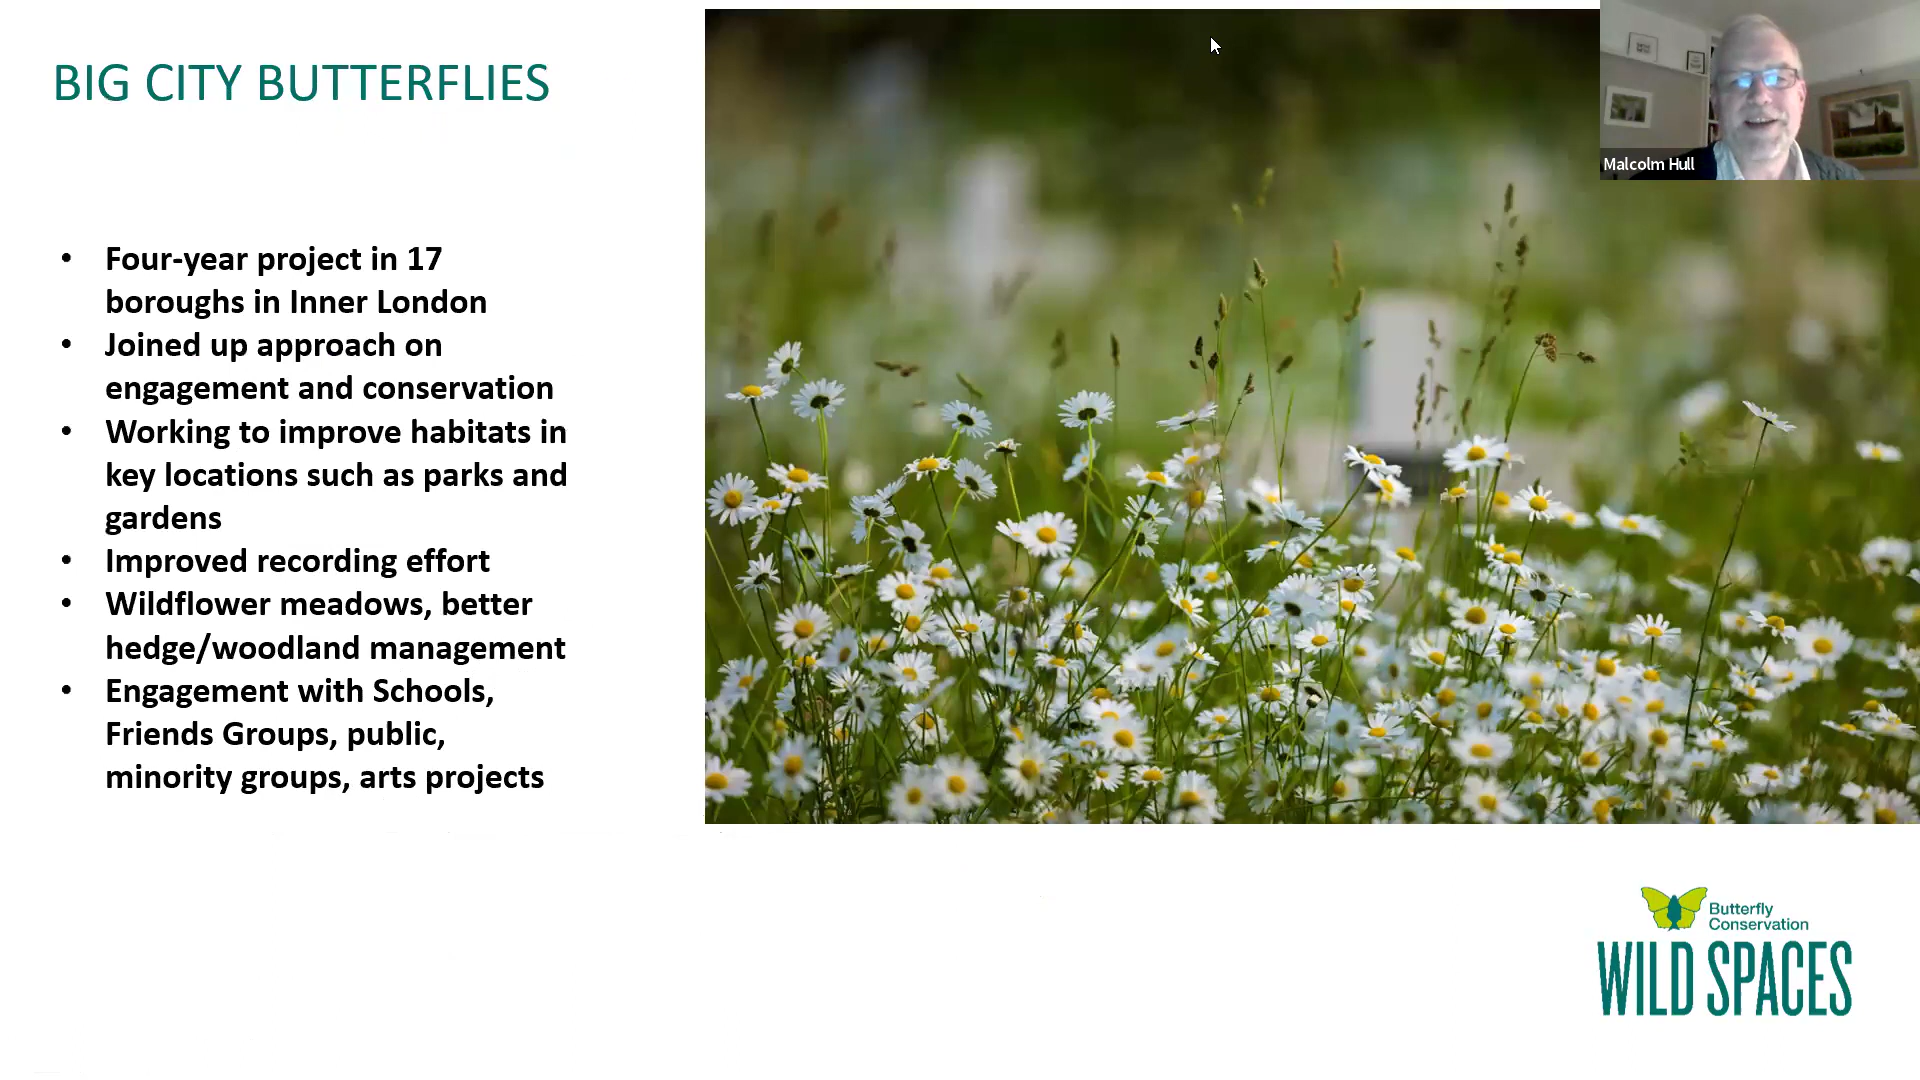 BIG CITY BUTTERFLIES
Malcolm Hull
• Four-year project in 17
boroughs in Inner London
• Joined up approach on
engagement and conservation
• Working to improve habitats in
key locations such as parks and
gardens
• Improved recording effort
• Wildflower meadows, better
hedge/woodland management
• Engagement with Schools,
Friends Groups, public,
minority groups, arts projects
Butterfly
Conservation
WILD SPACES